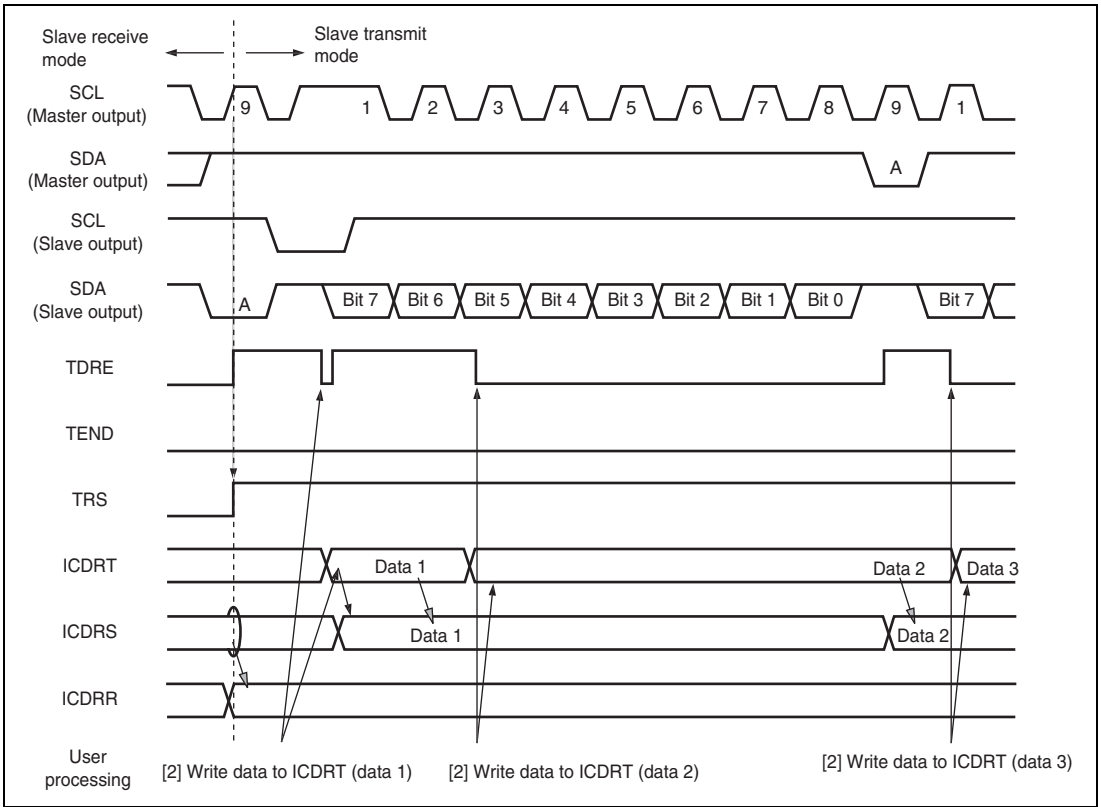 Slave receive
mode
Slave transmit
mode
SCL
(Master output)
9 1 2 3 4 5 6 7 8 9 1
SDA
(Master output)
A
SCL
(Slave output)
SDA
(Slave output)
A Bit 7 Bit 6 Bit 5 Bit 4 Bit 3 Bit 2 Bit 1 Bit 0 Bit 7
TDRE
TEND
TRS
ICDRT
Data 1 Data 2 Data 3
ICDRS
Data 1 Data 2
ICDRR
User
processing
[2] Write data to ICDRT (data 1) [2] Write data to ICDRT (data 2) [2] Write data to ICDRT (data 3)